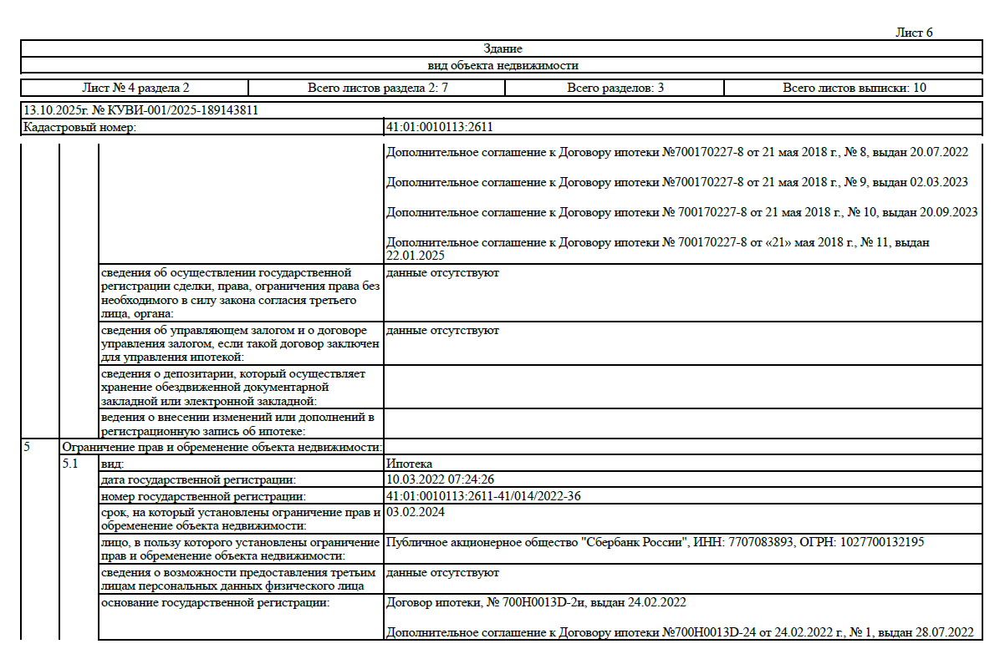 Лист 6
Здание
вид объекта недвижимости
Лист № 4 раздела 2
Всего листов раздела 2: 7
Всего разделов: 3
Всего листов выписки: 10
13.10.2025г. № КУВИ-001/2025-189143811
Кадастровый номер:
41:01:0010113:2611
Дополнительное соглашение к Договору ипотеки №700170227-8 от 21 мая 2018 г., № 8, выдан 20.07.2022
Дополнительное соглашение к Договору ипотеки №700170227-8 от 21 мая 2018 г., № 9, выдан 02.03.2023
Дополнительное соглашение к Договору ипотеки № 700170227-8 от 21 мая 2018 г., № 10, выдан 20.09.2023
Дополнительное соглашение к Договору ипотеки № 700170227-8 от «21» мая 2018 г., № 11, выдан
22.01.2025
сведения об осуществлении государственной
регистрации сделки, права, ограничения права без
необходимого в силу закона согласия третьего
лица, органа:
данные отсутствуют
сведения об управляющем залогом и о договоре
управления залогом, если такой договор заключен
для управления ипотекой:
данные отсутствуют
сведения о депозитарии, который осуществляет
хранение обездвиженной документарной
закладной или электронной закладной:
ведения о внесении изменений или дополнений в
регистрационную запись об ипотеке:
5
Ограничение прав и обременение объекта недвижимости:
5.1
вид:
Ипотека
дата государственной регистрации:
10.03.2022 07:24:26
номер государственной регистрации:
41:01:0010113:2611-41/014/2022-36
срок, на который установлены ограничение прав и
обременение объекта недвижимости:
03.02.2024
лицо, в пользу которого установлены ограничение
прав и обременение объекта недвижимости:
Публичное акционерное общество "Сбербанк России", ИНН: 7707083893, ОГРН: 1027700132195
сведения о возможности предоставления третьим
лицам персональных данных физического лица
данные отсутствуют
основание государственной регистрации:
Договор ипотеки, № 700H0013D-2и, выдан 24.02.2022
Дополнительное соглашение к Договору ипотеки №700H0013D-24 от 24.02.2022 г., № 1, выдан 28.07.2022